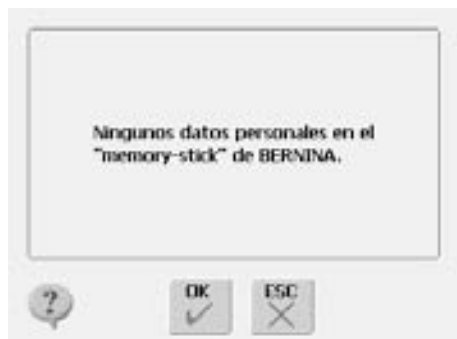 Ningunos datos personales en el
"memory-stick" de BERNINA.
?
OK
ESC